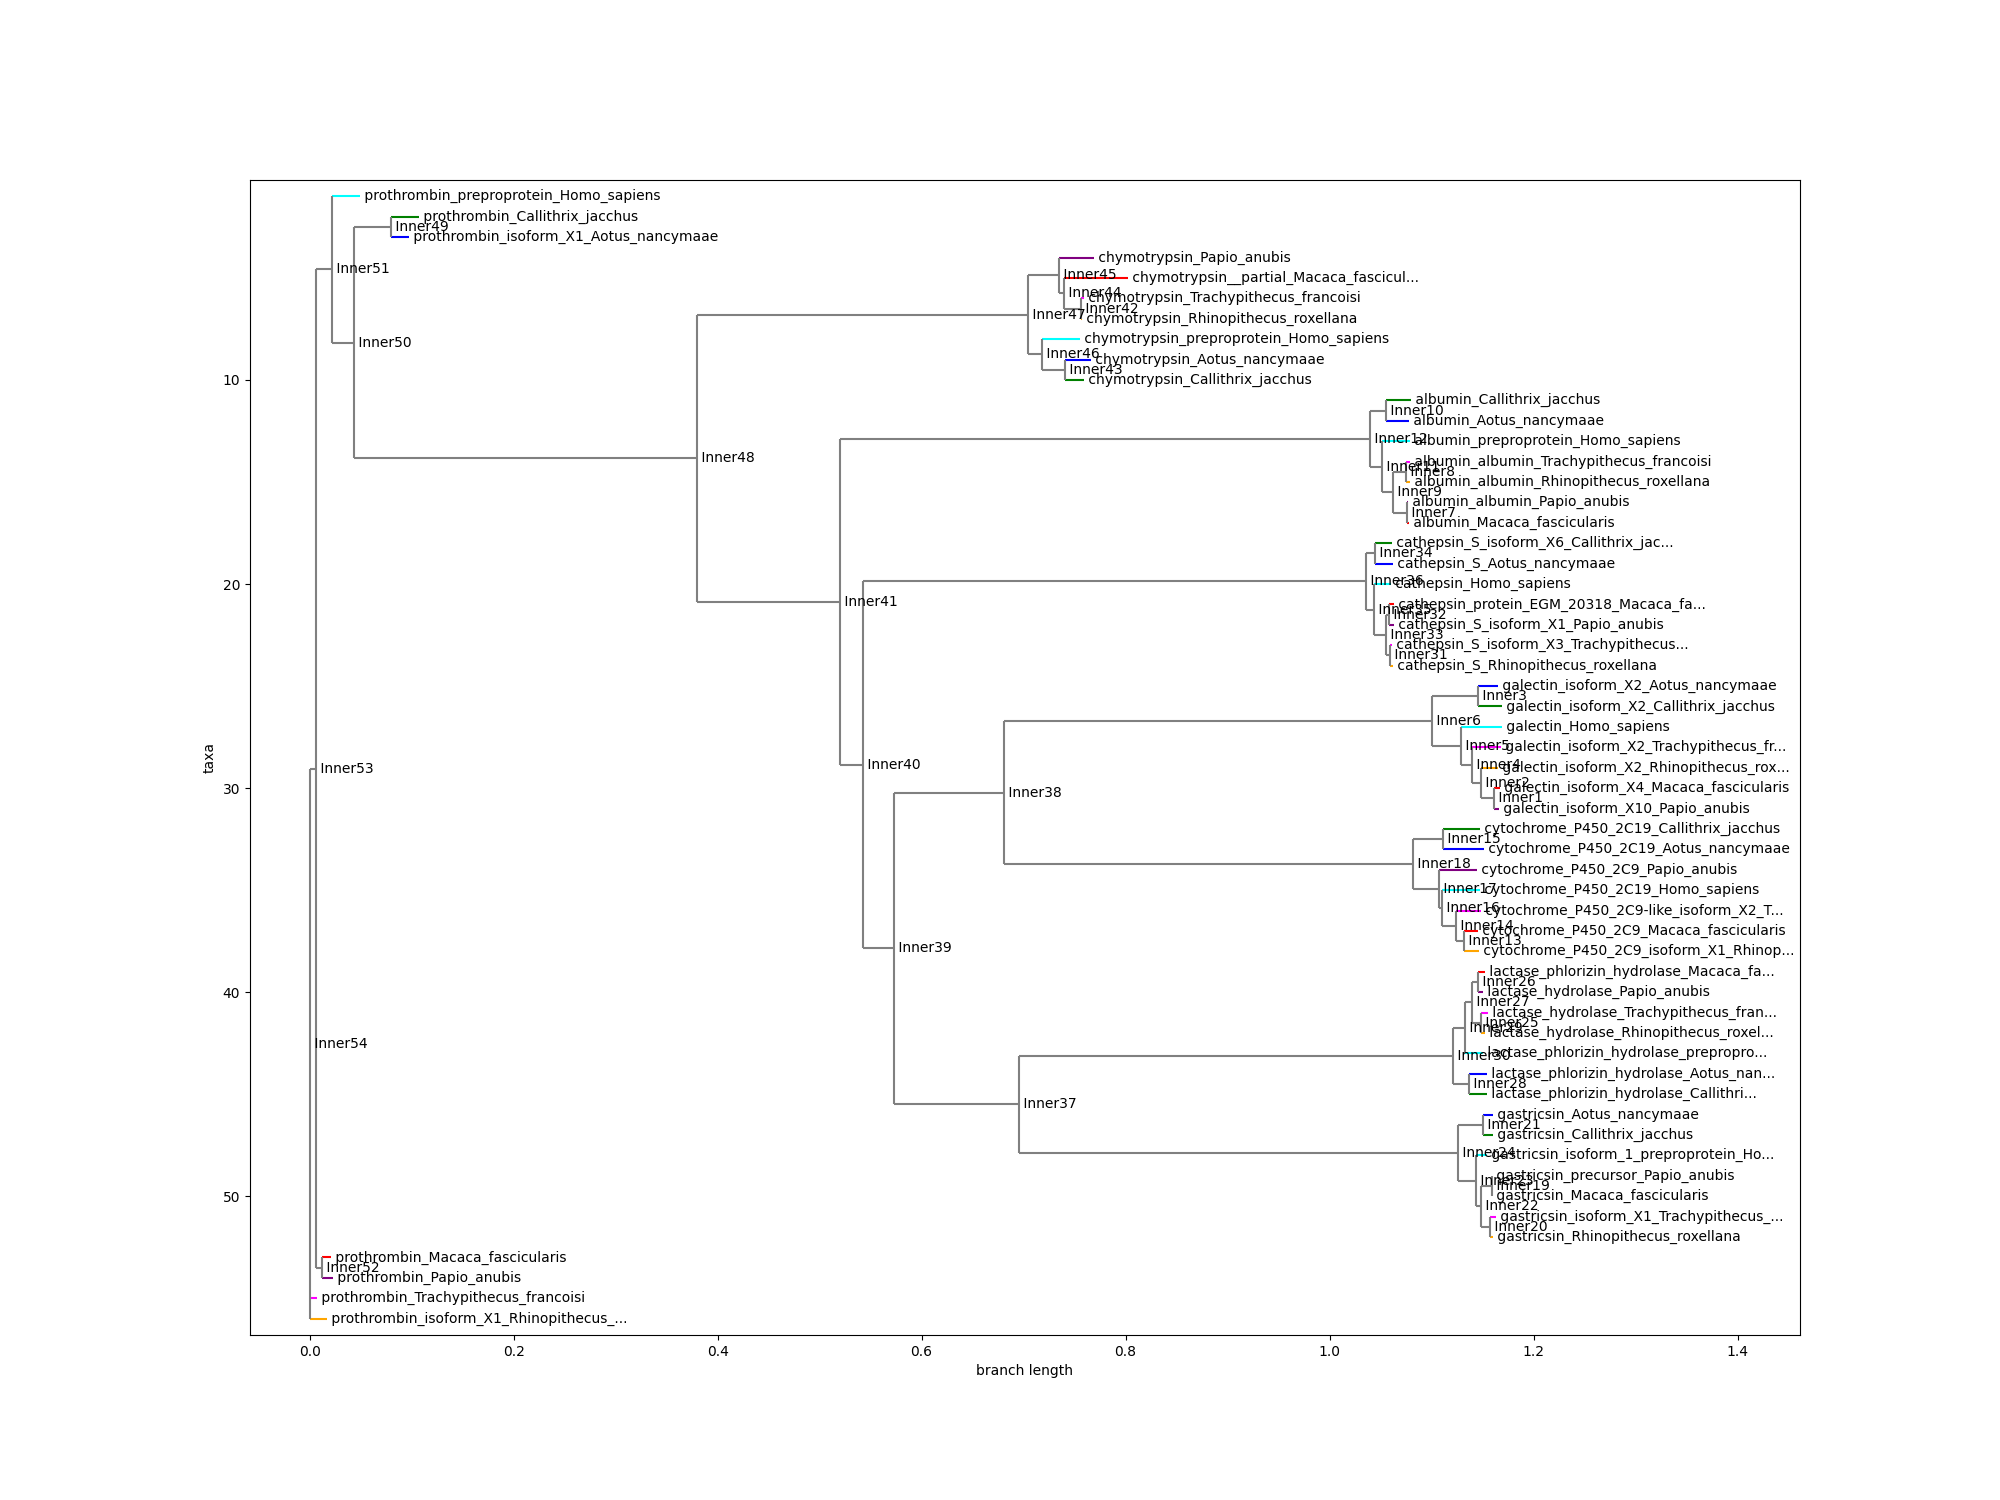 prothrombin_preproprotein_Homo_sapiens
prothrombin_Callithrix_jacchus
Inner49
prothrombin_isoform_X1_Aotus_nancymaae
chymotrypsin_Papio_anubis
Inner51
Inner45
chymotrypsin__partial_Macaca_fascicul...
Inner44
chymotrypsin_Trachypithecus_francoisi
Inner42
Inner47
chymotrypsin_Rhinopithecus_roxellana
chymotrypsin_preproprotein_Homo_sapiens
Inner50
Inner46
chymotrypsin_Aotus_nancymaae
Inner43
10
chymotrypsin_Callithrix_jacchus
albumin_Callithrix_jacchus
Inner10
albumin_Aotus_nancymaae
Inner12
albumin_preproprotein_Homo_sapiens
Inner48
albumin_albumin_Trachypithecus_francoisi
Inner11
Inner8
albumin_albumin_Rhinopithecus_roxellana
Inner9
albumin_albumin_Papio_anubis
Inner7
albumin_Macaca_fascicularis
cathepsin_S_isoform_X6_Callithrix_jac...
Inner34
cathepsin_S_Aotus_nancymaae
20
Inner36
cathepsin_Homo_sapiens
Inner41
cathepsin_protein_EGM_20318_Macaca_fa...
Inner35
Inner32
cathepsin_S_isoform_X1_Papio_anubis
Inner33
cathepsin_S_isoform_X3_Trachypithecus...
Inner31
cathepsin_S_Rhinopithecus_roxellana
galectin_isoform_X2_Aotus_nancymaae
Inner3
galectin_isoform_X2_Callithrix_jacchus
Inner6
galectin_Homo_sapiens
Inner5
galectin_isoform_X2_Trachypithecus_fr...
taxa
Inner53
Inner40
Inner4
galectin_isoform_X2_Rhinopithecus_rox...
Inner2
30
Inner38
galectin_isoform_X4_Macaca_fascicularis
Inner1
galectin_isoform_X10_Papio_anubis
cytochrome_P450_2C19_Callithrix_jacchus
Inner15
cytochrome_P450_2C19_Aotus_nancymaae
Inner18
cytochrome_P450_2C9_Papio_anubis
Inner17
cytochrome_P450_2C19_Homo_sapiens
Inner16
cytochrome_P450_2C9-like_isoform_X2_T...
Inner14
cytochrome_P450_2C9_Macaca_fascicularis
Inner13
Inner39
cytochrome_P450_2C9_isoform_X1_Rhinop...
lactase_phlorizin_hydrolase_Macaca_fa...
Inner26
40
lactase_hydrolase_Papio_anubis
Inner27
lactase_hydrolase_Trachypithecus_fran...
Inner25
Inner29
lactase_hydrolase_Rhinopithecus_roxel...
Inner54
lactase_phlorizin_hydrolase_prepropro...
Inner30
lactase_phlorizin_hydrolase_Aotus_nan...
Inner28
lactase_phlorizin_hydrolase_Callithri...
Inner37
gastricsin_Aotus_nancymaae
Inner21
gastricsin_Callithrix_jacchus
Inner24
gastricsin_isoform_1_preproprotein_Ho...
gastricsin_precursor_Papio_anubis
Inner23
Inner19
50
gastricsin_Macaca_fascicularis
Inner22
gastricsin_isoform_X1_Trachypithecus_...
Inner20
gastricsin_Rhinopithecus_roxellana
prothrombin_Macaca_fascicularis
Inner52
prothrombin_Papio_anubis
prothrombin_Trachypithecus_francoisi
prothrombin_isoform_X1_Rhinopithecus_...
0.0 0.2 0.4 0.6 0.8 1.0 1.2 1.4
branch length